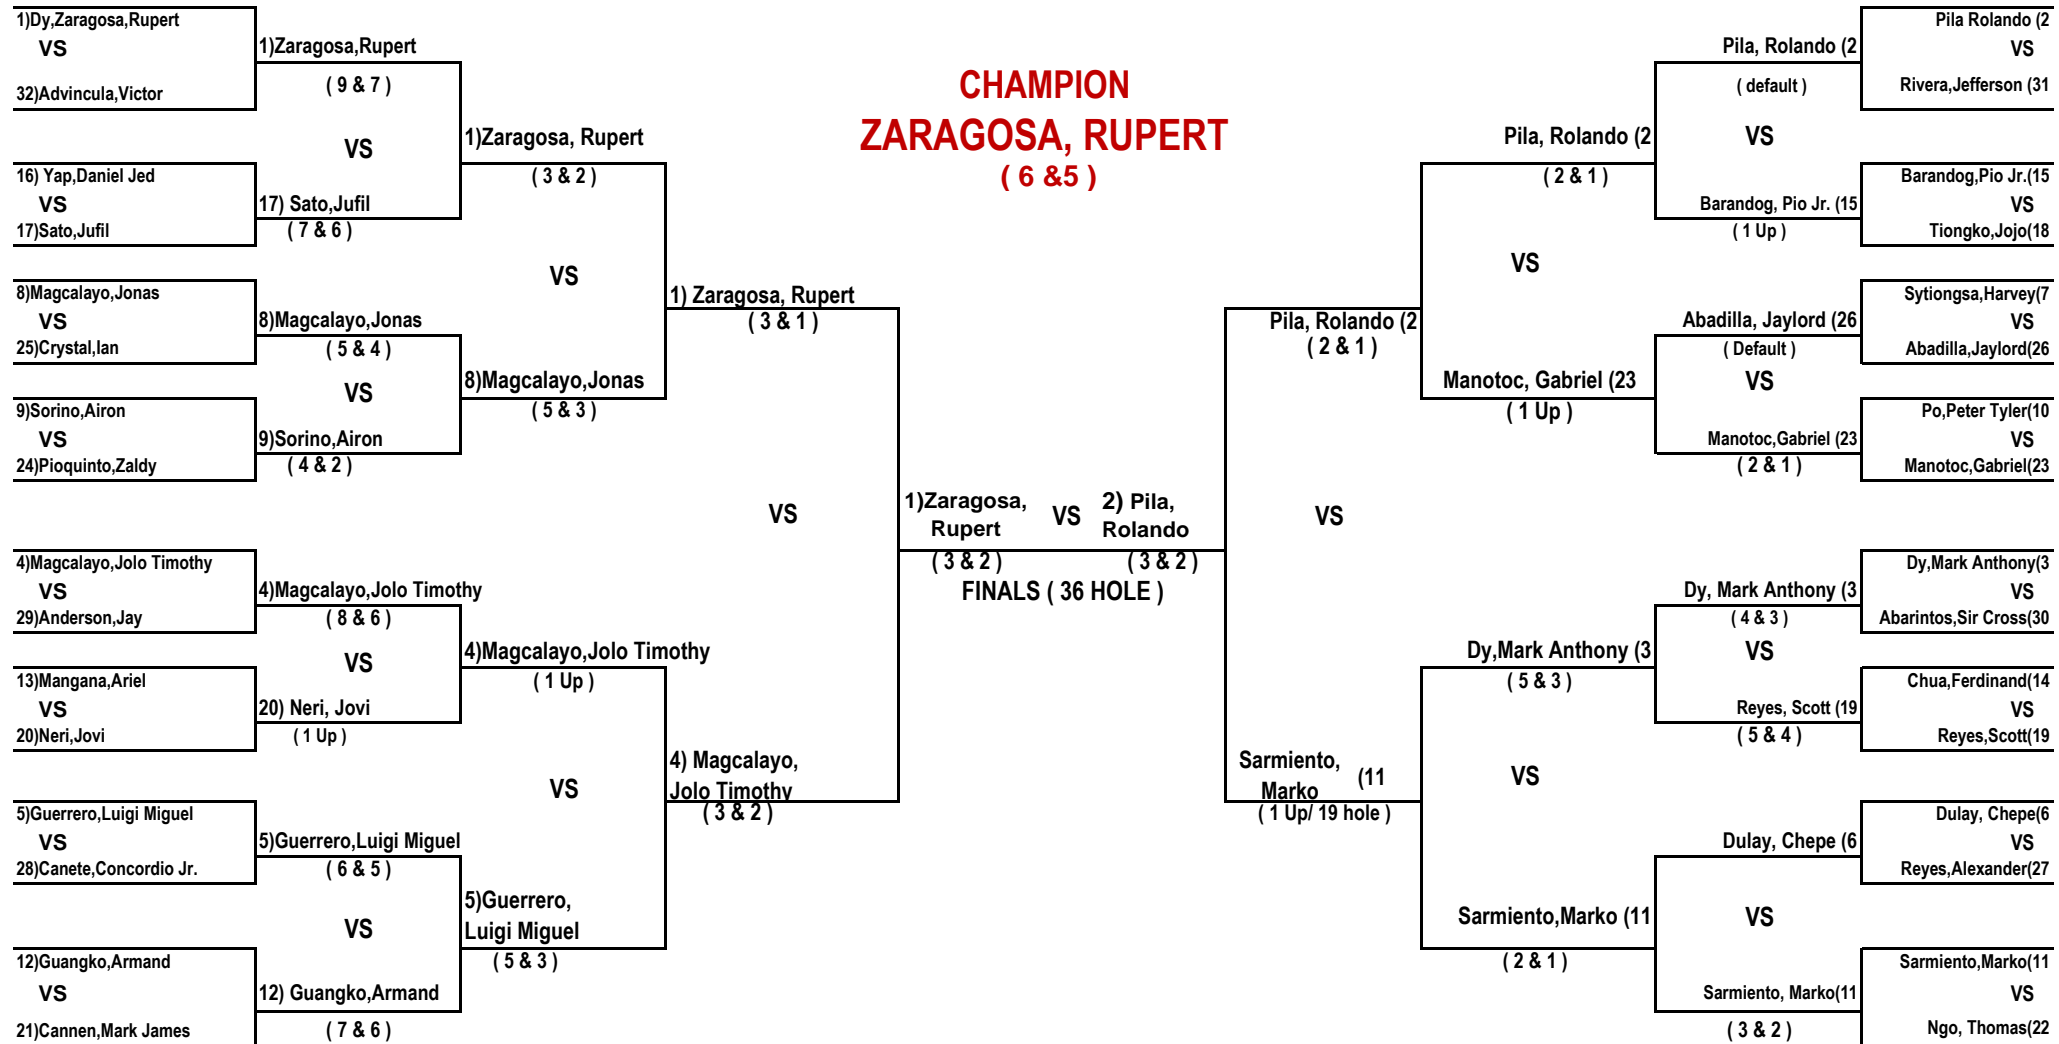 1)Dy,Zaragosa,Rupert
VS
32)Advincula,Victor
16) Yap,Daniel Jed
VS
17)Sato,Jufil
8)Magcalayo,Jonas
VS
25)Crystal,Ian
9)Sorino,Airon
VS
24)Pioquinto,Zaldy
4)Magcalayo,Jolo Timothy
VS
29)Anderson,Jay
13)Mangana,Ariel
VS
20)Neri,Jovi
5)Guerrero,Luigi Miguel
VS
28)Canete,Concordio Jr.
12)Guangko,Armand
VS
21)Cannen,Mark James
1)Zaragosa,Rupert
( 9 & 7 )
VS
17) Sato,Jufil
( 7 & 6 )
8)Magcalayo,Jonas
( 5 & 4 )
VS
9)Sorino,Airon
( 4 & 2 )
4)Magcalayo,Jolo Timothy
( 8 & 6 )
VS
20) Neri, Jovi
( 1 Up )
5)Guerrero,Luigi Miguel
( 6 & 5 )
VS
12) Guangko,Armand
( 7 & 6 )
1)Zaragosa, Rupert
( 3 & 2 )
VS
8)Magcalayo,Jonas
( 5 & 3 )
4)Magcalayo,Jolo Timothy
( 1 Up )
VS
5)Guerrero,
Luigi Miguel
( 5 & 3 )
1) Zaragosa, Rupert
( 3 & 1 )
VS
4) Magcalayo,
Jolo Timothy
( 3 & 2 )
CHAMPION
ZARAGOSA, RUPERT
( 6 &5 )
1)Zaragosa,
Rupert
( 3 & 2 )
VS
2) Pila,
Rolando
( 3 & 2 )
FINALS ( 36 HOLE )
Pila, Rolando (2
( 2 & 1 )
VS
Sarmiento,
Marko (11
( 1 Up/ 19 hole )
Pila, Rolando (2
( 2 & 1 )
VS
Manotoc, Gabriel (23
( 1 Up )
Dy,Mark Anthony (3
( 5 & 3 )
VS
Sarmiento,Marko (11
( 2 & 1 )
Pila, Rolando (2
( default )
VS
Barandog, Pio Jr. (15
( 1 Up )
Abadilla, Jaylord (26
( Default )
VS
Manotoc,Gabriel (23
( 2 & 1 )
Dy, Mark Anthony (3
( 4 & 3 )
VS
Reyes, Scott (19
( 5 & 4 )
Dulay, Chepe (6
VS
Sarmiento, Marko(11
( 3 & 2 )
Pila Rolando (2
VS
Rivera,Jefferson (31
Barandog,Pio Jr.(15
VS
Tiongko,Jojo(18
Sytiongsa,Harvey(7
VS
Abadilla,Jaylord(26
Po,Peter Tyler(10
VS
Manotoc,Gabriel(23
Dy,Mark Anthony(3
VS
Abarintos,Sir Cross(30
Chua,Ferdinand(14
VS
Reyes,Scott(19
Dulay, Chepe(6
VS
Reyes,Alexander(27
Sarmiento,Marko(11
VS
Ngo, Thomas(22